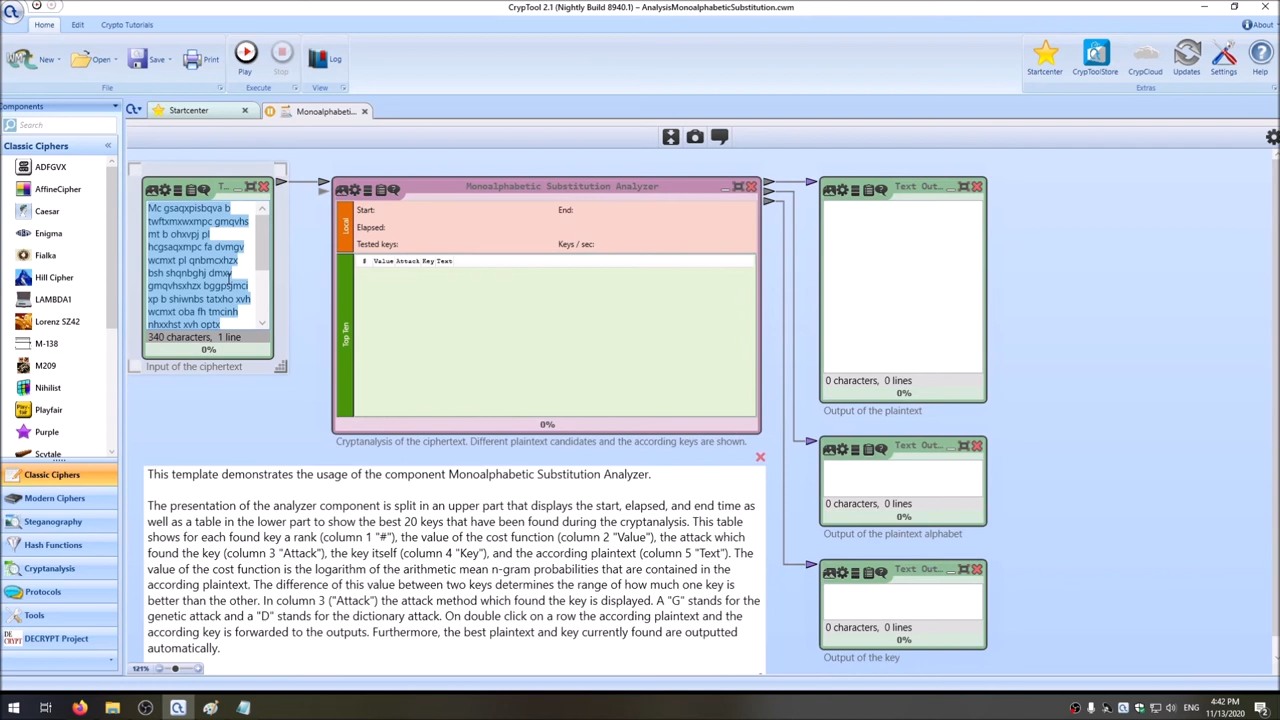 CrypTool 2.1 (Nightly Build 8940.1) – AnalysisMonoalphabeticSubstitution.cwm
Home Edit Crypto Tutorials
About
New Open Save Print Play Stop Log
Startcenter CrypToolStore CrypCloud Updates Settings Help
File Execute View Extras
Components
Startcenter
Monoalphabeti...
Search
Classic Ciphers
ADFGVX
AffineCipher
Caesar
Enigma
Fialka
Hill Cipher
LAMBDA1
Lorenz SZ42
M-138
M209
Nihilist
Playfair
Purple
Scytale
Classic Ciphers
Modern Ciphers
Steganography
Hash Functions
Cryptanalysis
Protocols
Tools
DECRYPT Project
T...
Mc gsaqxpisbqva b
twftxmxwxmpc gmqvhs
mt b ohxvpj pl
hcgsaqxmpc fa dvmgv
wcmxt pl qnbmcxhzx
bsh shqnbghj dmxv
gmqvhsxhzx bggpsjmci
xp b shiwnbs tatxho xvh
wcmxt oba fh tmcinh
nhxxhst xvh optx
340 characters, 1 line
0%
Input of the ciphertext
Monoalphabetic Substitution Analyzer
Local
Start: End:
Elapsed:
Tested keys: Keys / sec:
Top Ten
# Value Attack Key Text
0%
Cryptanalysis of the ciphertext. Different plaintext candidates and the according keys are shown.
Text Out...
0 characters, 0 lines
0%
Output of the plaintext
Text Out...
0 characters, 0 lines
0%
Output of the plaintext alphabet
Text Out...
0 characters, 0 lines
0%
Output of the key
This template demonstrates the usage of the component Monoalphabetic Substitution Analyzer.
The presentation of the analyzer component is split in an upper part that displays the start, elapsed, and end time as
well as a table in the lower part to show the best 20 keys that have been found during the cryptanalysis. This table
shows for each found key a rank (column 1 "#"), the value of the cost function (column 2 "Value"), the attack which
found the key (column 3 "Attack"), the key itself (column 4 "Key"), and the according plaintext (column 5 "Text"). The
value of the cost function is the logarithm of the arithmetic mean n-gram probabilities that are contained in the
according plaintext. The difference of this value between two keys determines the range of how much one key is
better than the other. In column 3 ("Attack") the attack method which found the key is displayed. A "G" stands for the
genetic attack and a "D" stands for the dictionary attack. On double click on a row the according plaintext and the
according key is forwarded to the outputs. Furthermore, the best plaintext and key currently found are outputted
automatically.
121%
ENG
4:42 PM
11/13/2020